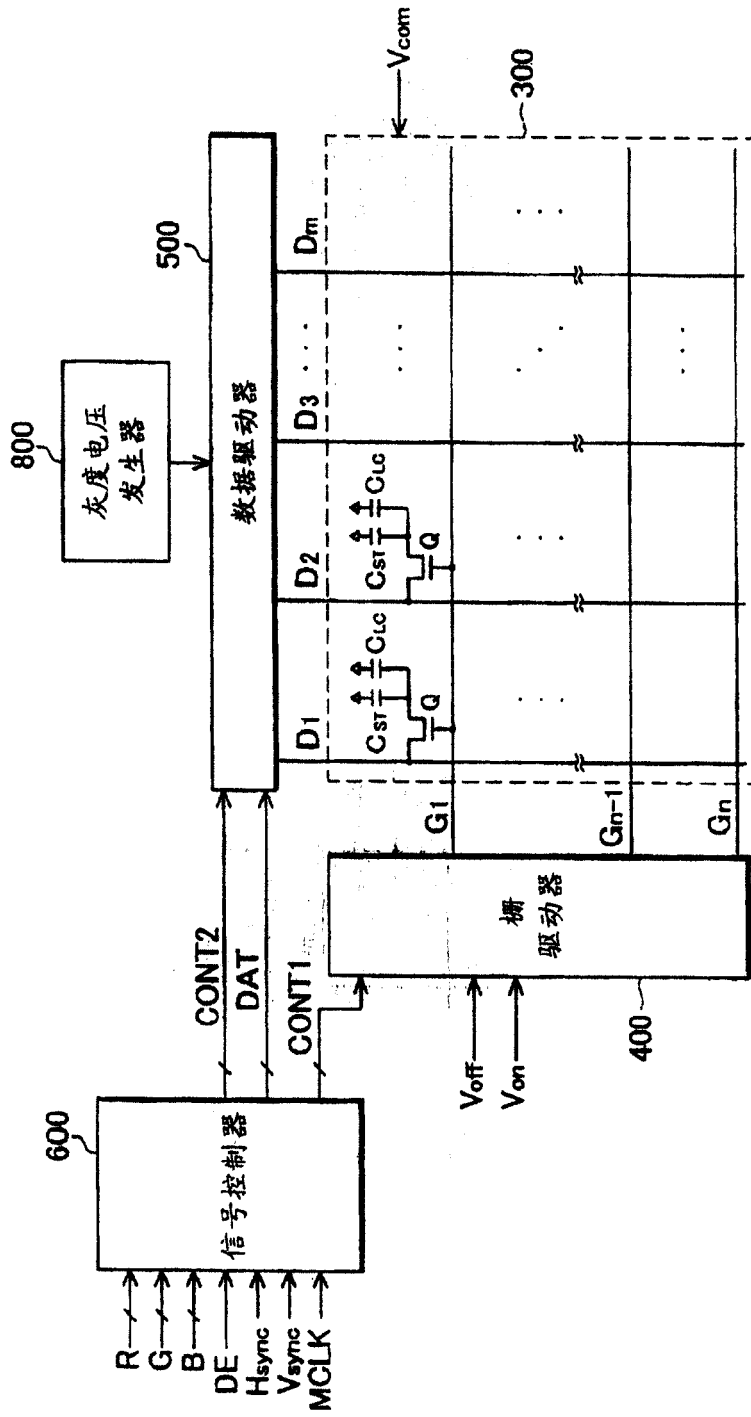 800
灰度电压
发生器
500
数据驱动器
600
信号控制器
R
G
B
DE
Hsync
Vsync
MCLK
CONT2
DAT
CONT1
Voff
Von
400
栅
驱动器
D1
D2
D3
...
Dm
Vcom
300
CST
CLC
Q
CST
CLC
Q
...
G1
...
...
...
Gn-1
...
Gn